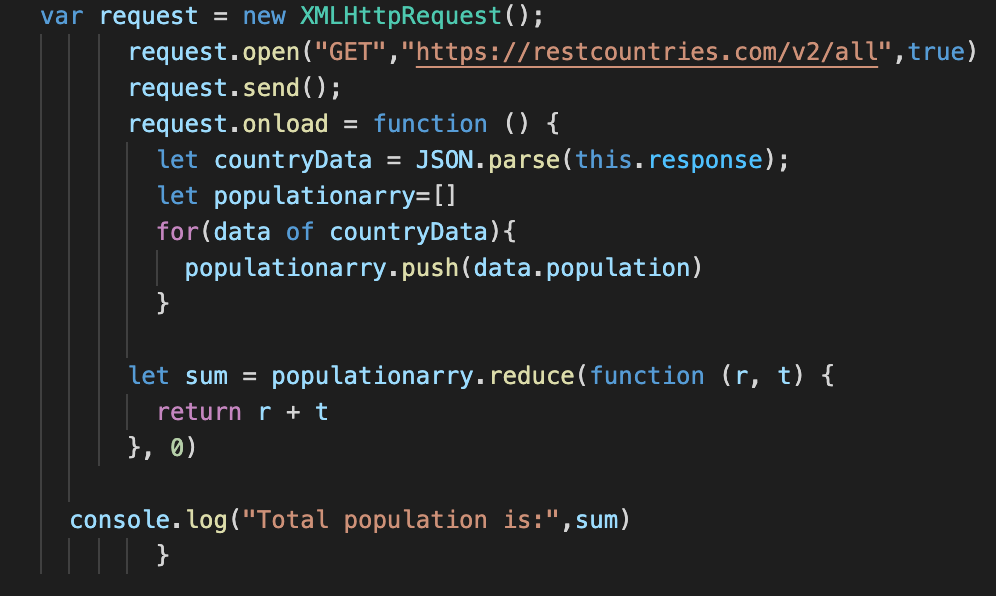 var request = new XMLHttpRequest();
request.open("GET","https://restcountries.com/v2/all",true)
request.send();
request.onload = function () {
let countryData = JSON.parse(this.response);
let populationarry=[]
for(data of countryData){
populationarry.push(data.population)
}
let sum = populationarry.reduce(function (r, t) {
return r + t
}, 0)
console.log("Total population is:",sum)
}